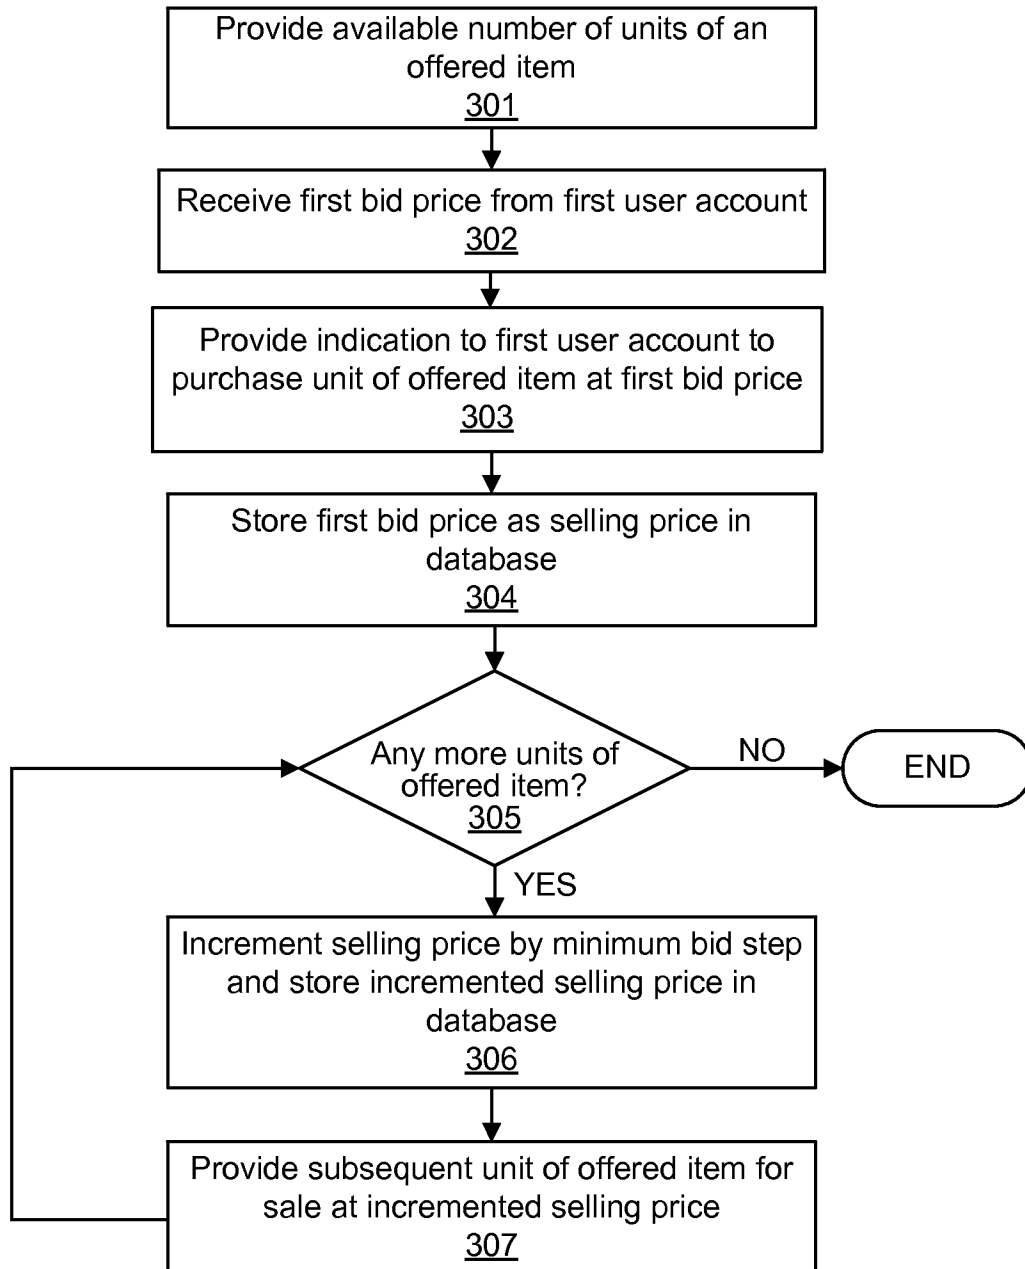 Provide available number of units of an
offered item
301
Receive first bid price from first user account
302
Provide indication to first user account to
purchase unit of offered item at first bid price
303
Store first bid price as selling price in
database
304
Any more units of
offered item?
305
NO
END
YES
Increment selling price by minimum bid step
and store incremented selling price in
database
306
Provide subsequent unit of offered item for
sale at incremented selling price
307